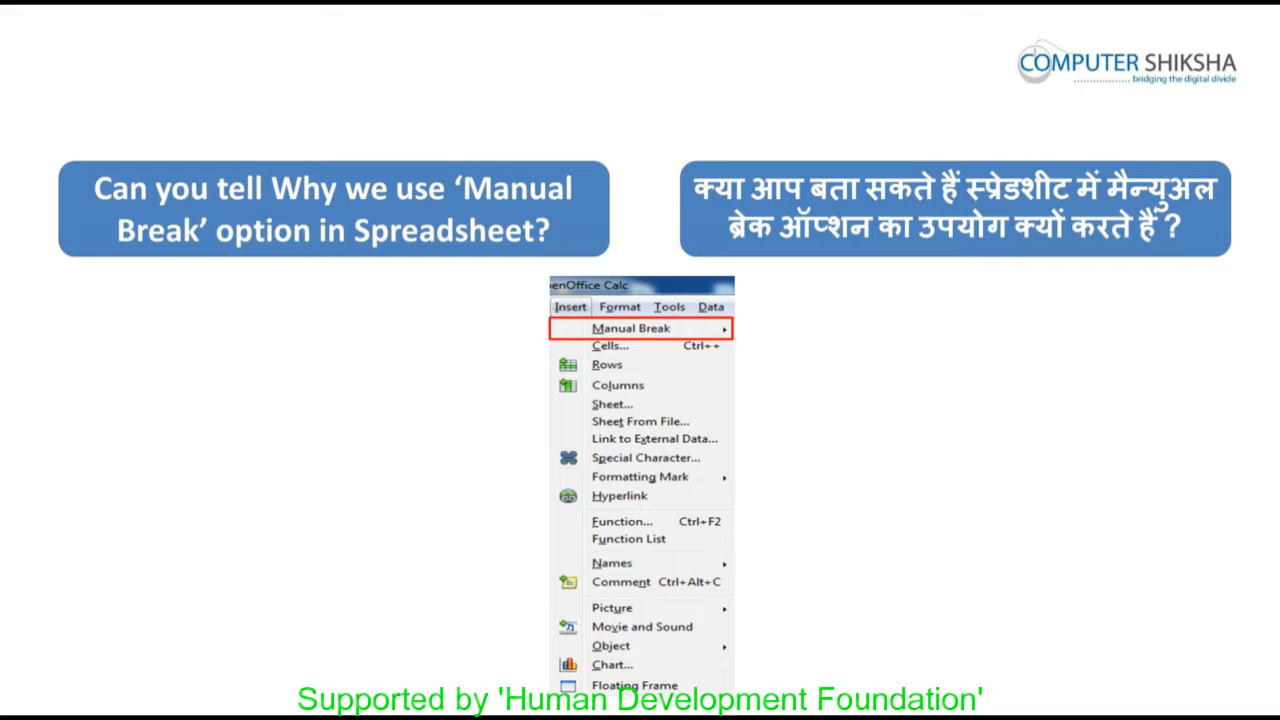 COMPUTER SHIKSHA
.................. bridging the digital divide
Can you tell Why we use ‘Manual
Break’ option in Spreadsheet?
क्या आप बता सकते हैं स्प्रेडशीट में मैन्युअल
ब्रेक ऑप्शन का उपयोग क्यों करते हैं ?
enOffice Calc
Insert Format Tools Data
Manual Break
Cells... Ctrl++
Rows
Columns
Sheet...
Sheet From File...
Link to External Data...
Special Character...
Formatting Mark
Hyperlink
Function... Ctrl+F2
Function List
Names
Comment Ctrl+Alt+C
Picture
Movie and Sound
Object
Chart...
Floating Frame
Supported by 'Human Development Foundation'